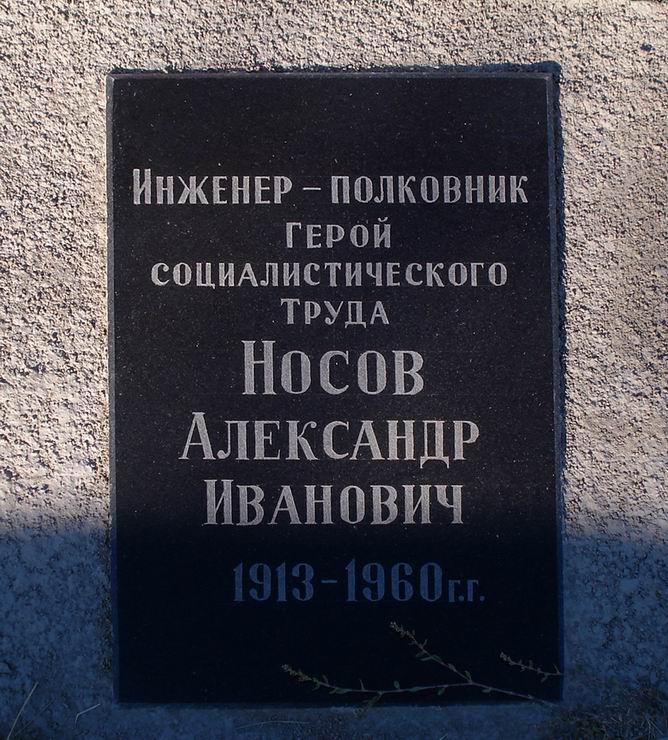 Инженер – полковник
Герой
социалистического
Труда
Носов
Александр
Иванович
1913–1960г.г.